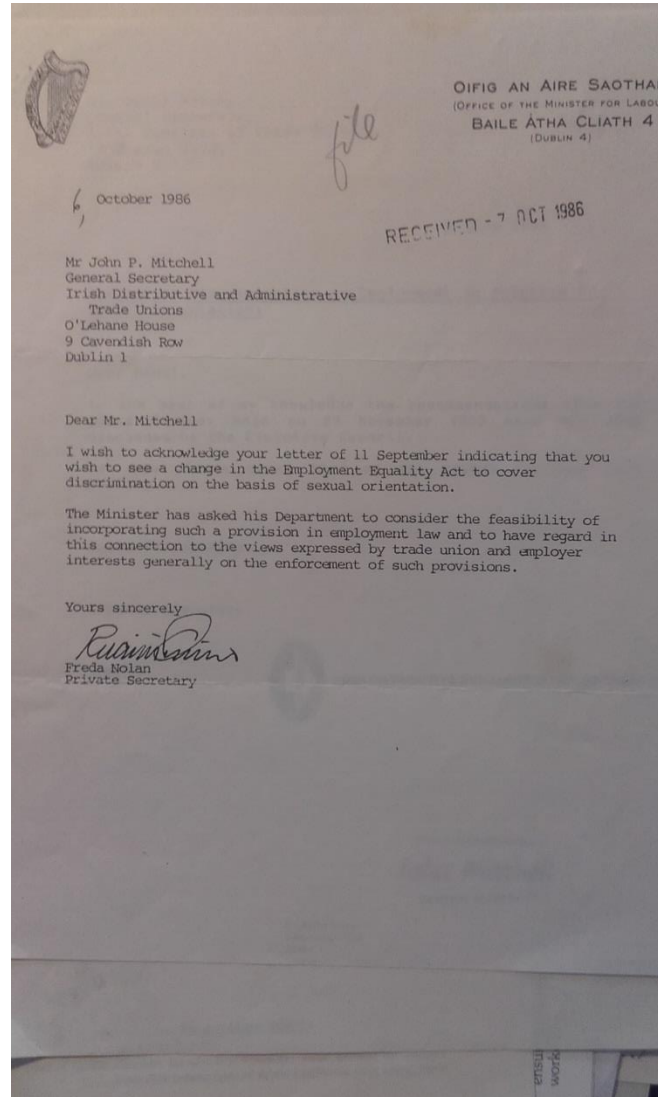 OIFIG AN AIRE SAOTHAI
(OFFICE OF THE MINISTER FOR LABOU
BAILE ÁTHA CLIATH 4
(DUBLIN 4)
file
6, October 1986
RECEIVED - 7 OCT 1986
Mr John P. Mitchell
General Secretary
Irish Distributive and Administrative
Trade Unions
O'Lehane House
9 Cavendish Row
Dublin 1
Dear Mr. Mitchell
I wish to acknowledge your letter of 11 September indicating that you
wish to see a change in the Employment Equality Act to cover
discrimination on the basis of sexual orientation.
The Minister has asked his Department to consider the feasibility of
incorporating such a provision in employment law and to have regard in
this connection to the views expressed by trade union and employer
interests generally on the enforcement of such provisions.
Yours sincerely
Freda Nolan
Private Secretary